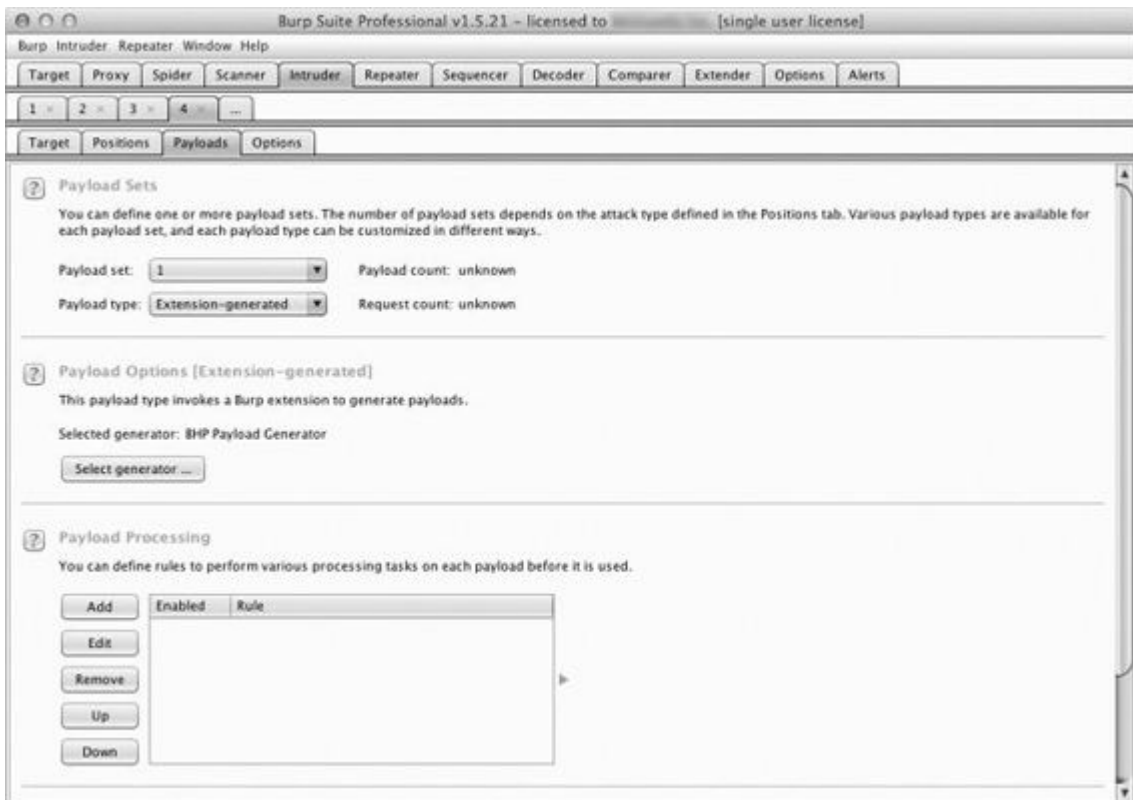 Burp Suite Professional v1.5.21 - licensed to [single user license]
Burp Intruder Repeater Window Help
Target Proxy Spider Scanner Intruder Repeater Sequencer Decoder Comparer Extender Options Alerts
1 × 2 × 3 × 4 × ...
Target Positions Payloads Options
? Payload Sets
You can define one or more payload sets. The number of payload sets depends on the attack type defined in the Positions tab. Various payload types are available for
each payload set, and each payload type can be customized in different ways.
Payload set: 1 Payload count: unknown
Payload type: Extension-generated Request count: unknown
? Payload Options [Extension-generated]
This payload type invokes a Burp extension to generate payloads.
Selected generator: BHP Payload Generator
Select generator ...
? Payload Processing
You can define rules to perform various processing tasks on each payload before it is used.
Add Enabled Rule
Edit
Remove
Up
Down